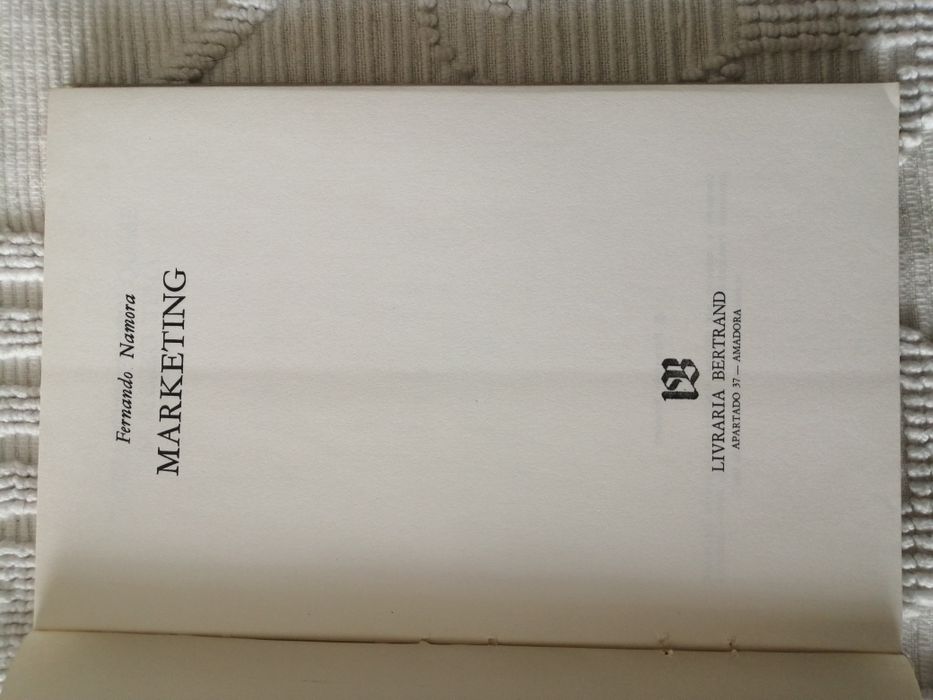 Fernando Namora
MARKETING
B
LIVRARIA BERTRAND
APARTADO 37 — AMADORA